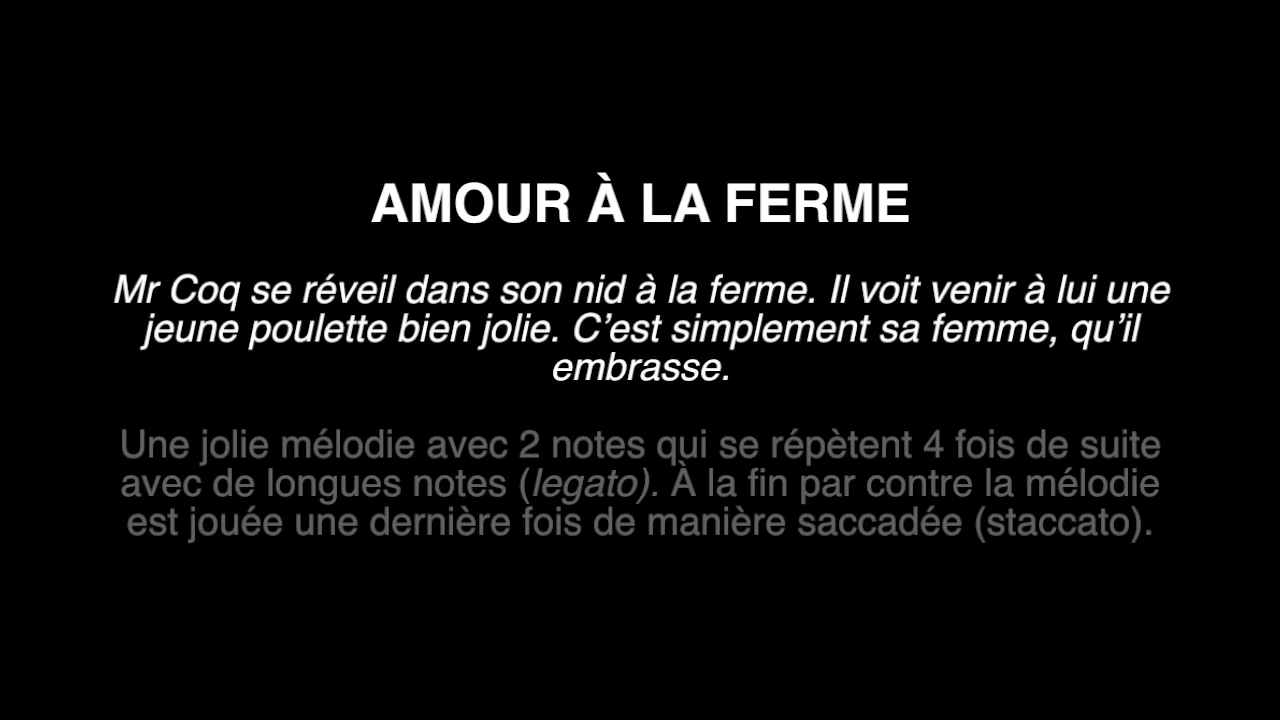 AMOUR À LA FERME
Mr Coq se réveil dans son nid à la ferme. Il voit venir à lui une
jeune poulette bien jolie. C’est simplement sa femme, qu’il
embrasse.
Une jolie mélodie avec 2 notes qui se répètent 4 fois de suite
avec de longues notes (legato). À la fin par contre la mélodie
est jouée une dernière fois de manière saccadée (staccato).